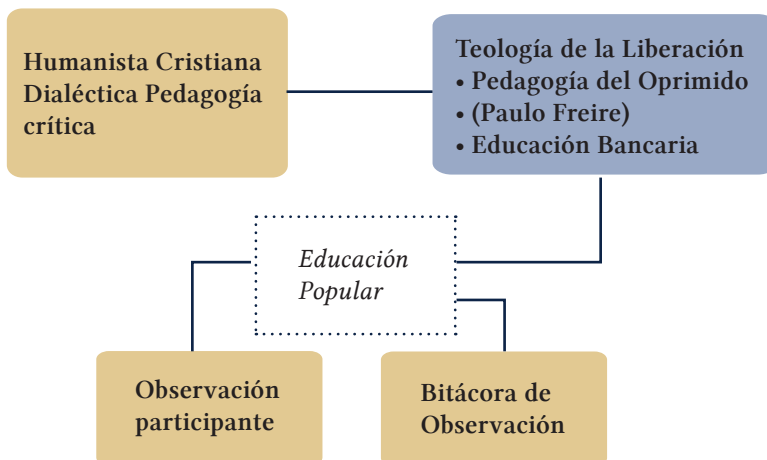 Humanista Cristiana
Dialéctica Pedagogía
crítica
Teología de la Liberación
• Pedagogía del Oprimido
• (Paulo Freire)
• Educación Bancaria
Educación
Popular
Observación
participante
Bitácora de
Observación